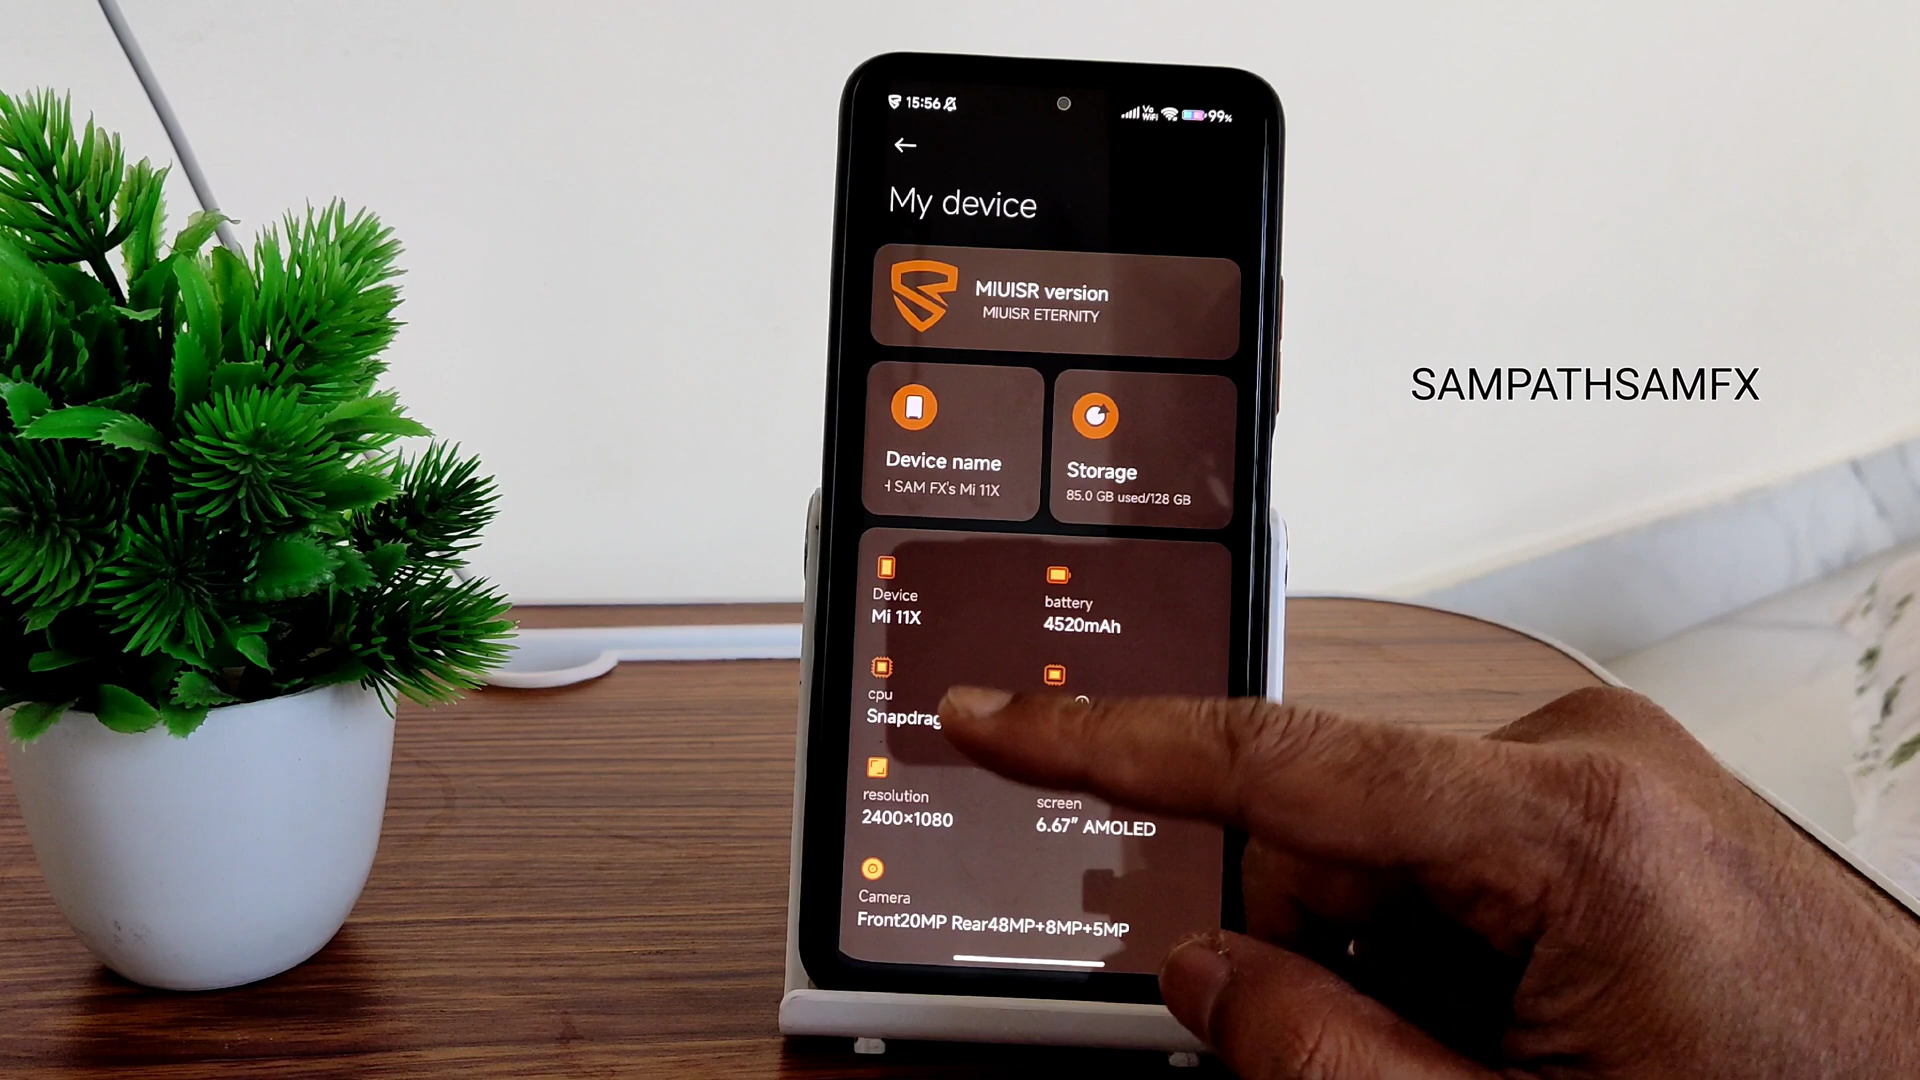 15:56
Vo
WiFi
99%
My device
MIUISR version
MIUISR ETERNITY
Device name
SAM FX's Mi 11X
Storage
85.0 GB used/128 GB
Device
Mi 11X
battery
4520mAh
cpu
resolution
2400×1080
screen
6.67" AMOLED
Camera
Front20MP Rear48MP+8MP+5MP
SAMPATHSAMFX